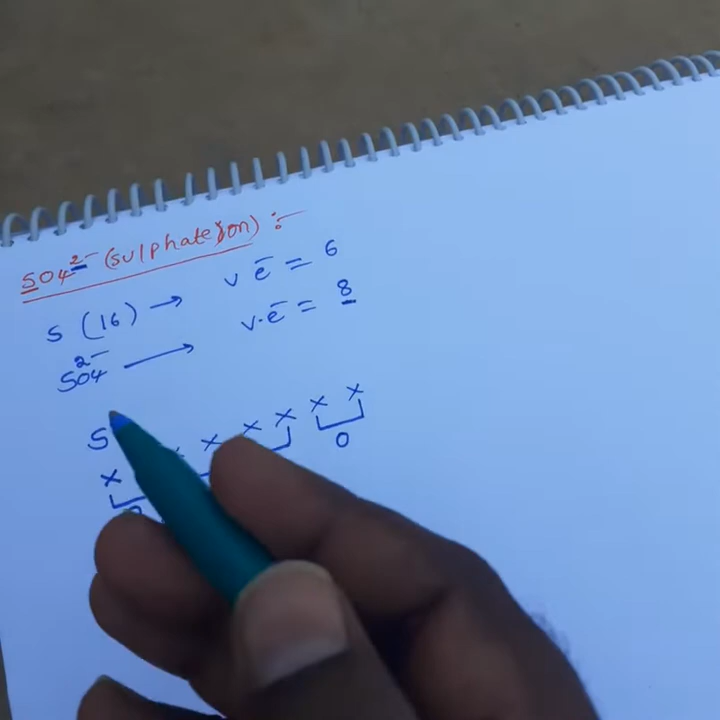 SO4²⁻ (sulphate ion) :-
S (16) → v e⁻ = 6
SO4²⁻ → v.e⁻ = 8
S
x x x x x x x
O